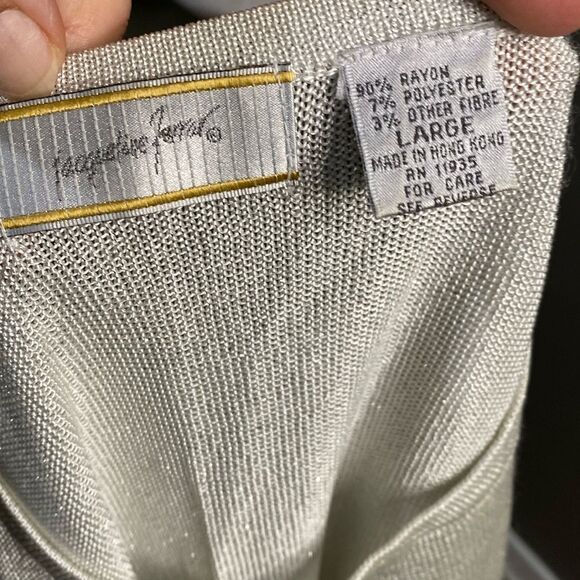 Jacqueline Ferrar®
90% RAYON
7% POLYESTER
3% OTHER FIBRE
LARGE
MADE IN HONG KONG
RN 11935
FOR CARE
SEE REVERSE